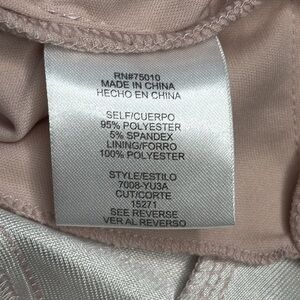 RN#75010
MADE IN CHINA
HECHO EN CHINA
SELF/CUERPO
95% POLYESTER
5% SPANDEX
LINING/FORRO
100% POLYESTER
STYLE/ESTILO
7008-YU3A
CUT/CORTE
15271
SEE REVERSE
VER AL REVERSO